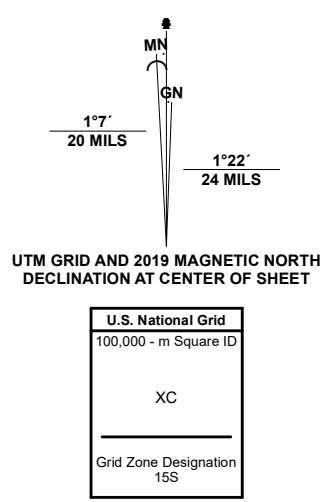 MN
GN
1°7´
20 MILS
1°22´
24 MILS
UTM GRID AND 2019 MAGNETIC NORTH
DECLINATION AT CENTER OF SHEET
U.S. National Grid
100,000 - m Square ID
XC
Grid Zone Designation
15S